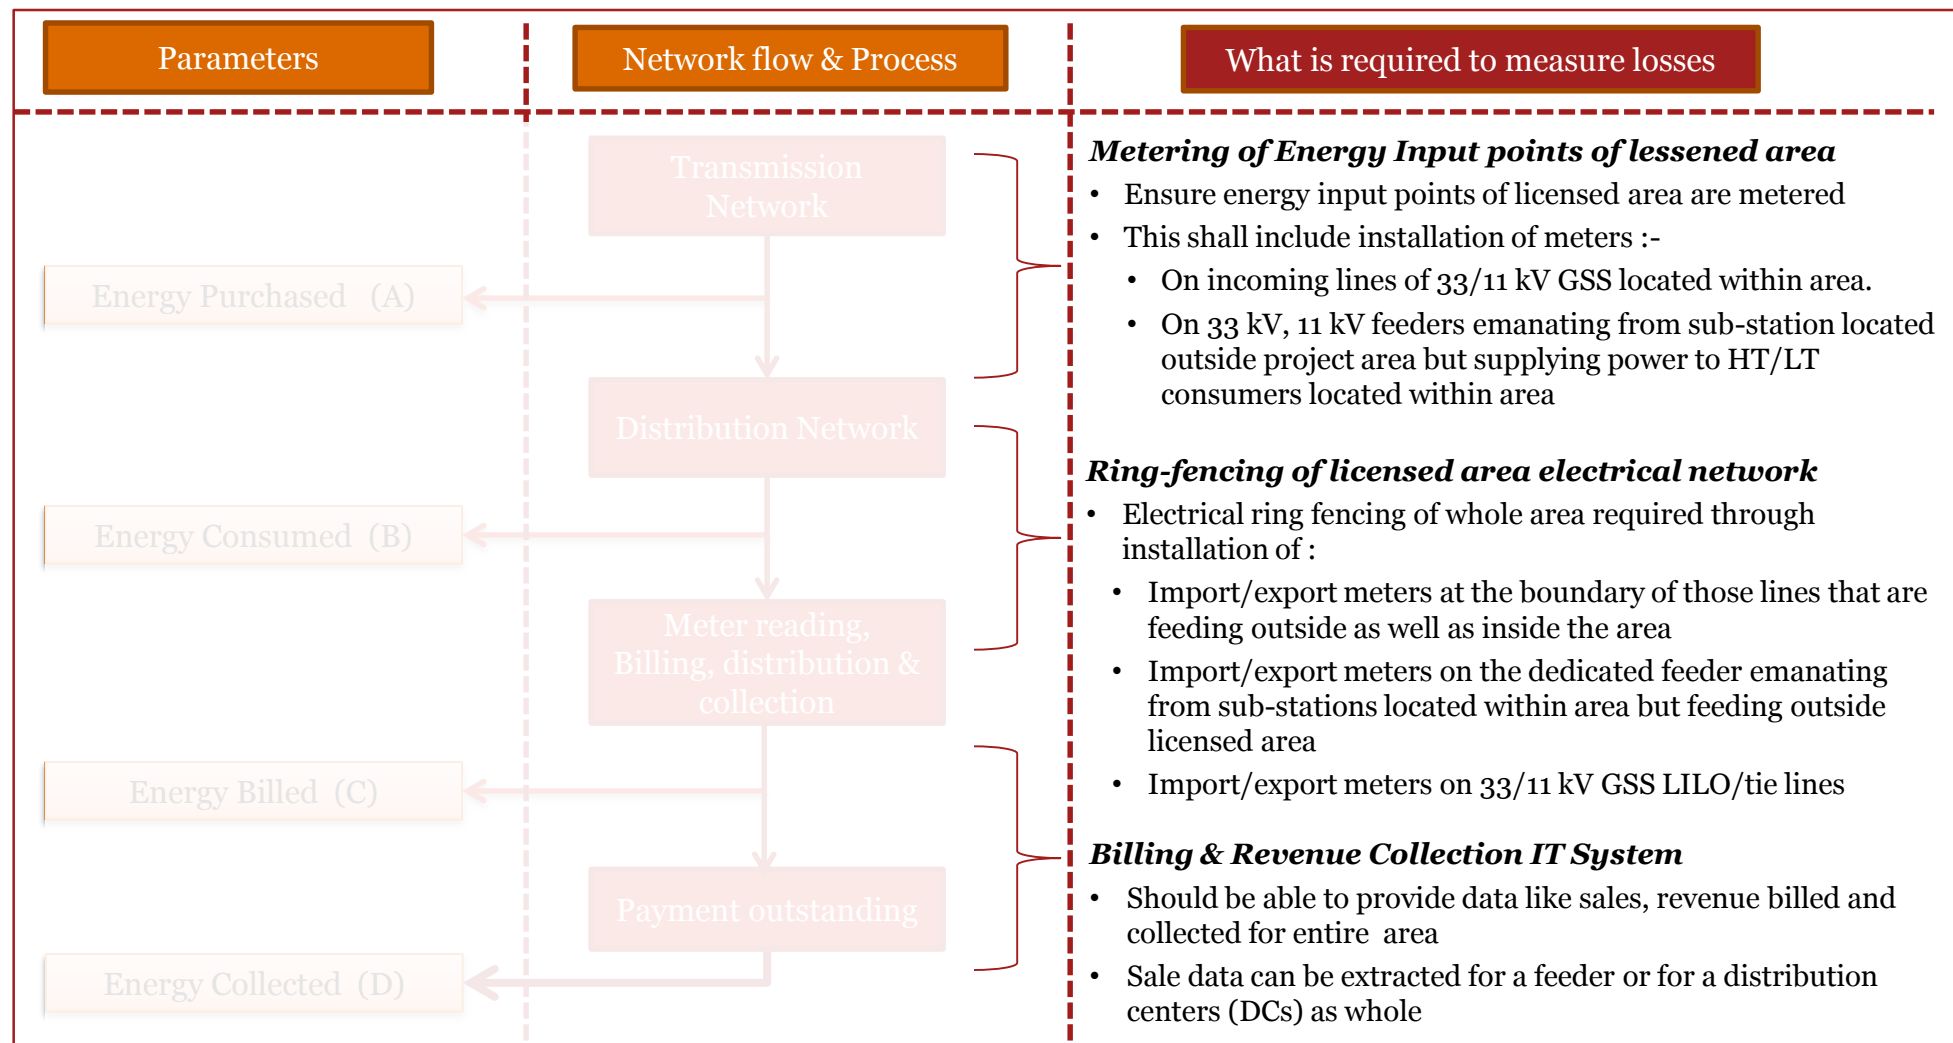 Parameters
Network flow & Process
What is required to measure losses
Transmission
Network
Energy Purchased (A)
Distribution Network
Energy Consumed (B)
Meter reading,
Billing, distribution &
collection
Energy Billed (C)
Payment outstanding
Energy Collected (D)
Metering of Energy Input points of lessened area
• Ensure energy input points of licensed area are metered
• This shall include installation of meters :-
• On incoming lines of 33/11 kV GSS located within area.
• On 33 kV, 11 kV feeders emanating from sub-station located
outside project area but supplying power to HT/LT
consumers located within area
Ring-fencing of licensed area electrical network
• Electrical ring fencing of whole area required through
installation of :
• Import/export meters at the boundary of those lines that are
feeding outside as well as inside the area
• Import/export meters on the dedicated feeder emanating
from sub-stations located within area but feeding outside
licensed area
• Import/export meters on 33/11 kV GSS LILO/tie lines
Billing & Revenue Collection IT System
• Should be able to provide data like sales, revenue billed and
collected for entire area
• Sale data can be extracted for a feeder or for a distribution
centers (DCs) as whole